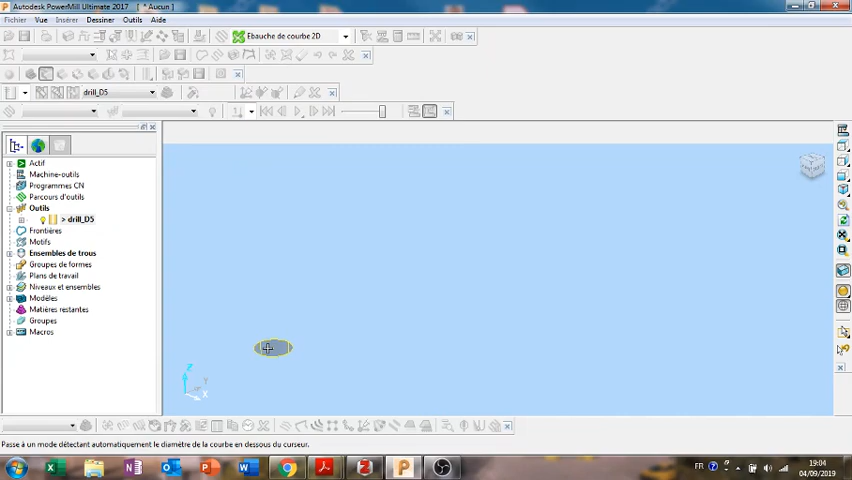 Autodesk PowerMill Ultimate 2017 [ * Aucun ]
Fichier Vue Insérer Dessiner Outils Aide
Ebauche de courbe 2D
drill_D5
Actif
Machine-outils
Programmes CN
Parcours d'outils
Outils
> drill_D5
Frontières
Motifs
Ensembles de trous
Groupes de formes
Plans de travail
Niveaux et ensembles
Modèles
Matières restantes
Groupes
Macros
Z
Y
X
Passe à un mode détectant automatiquement le diamètre de la courbe en dessous du curseur.
FR
19:04
04/09/2019